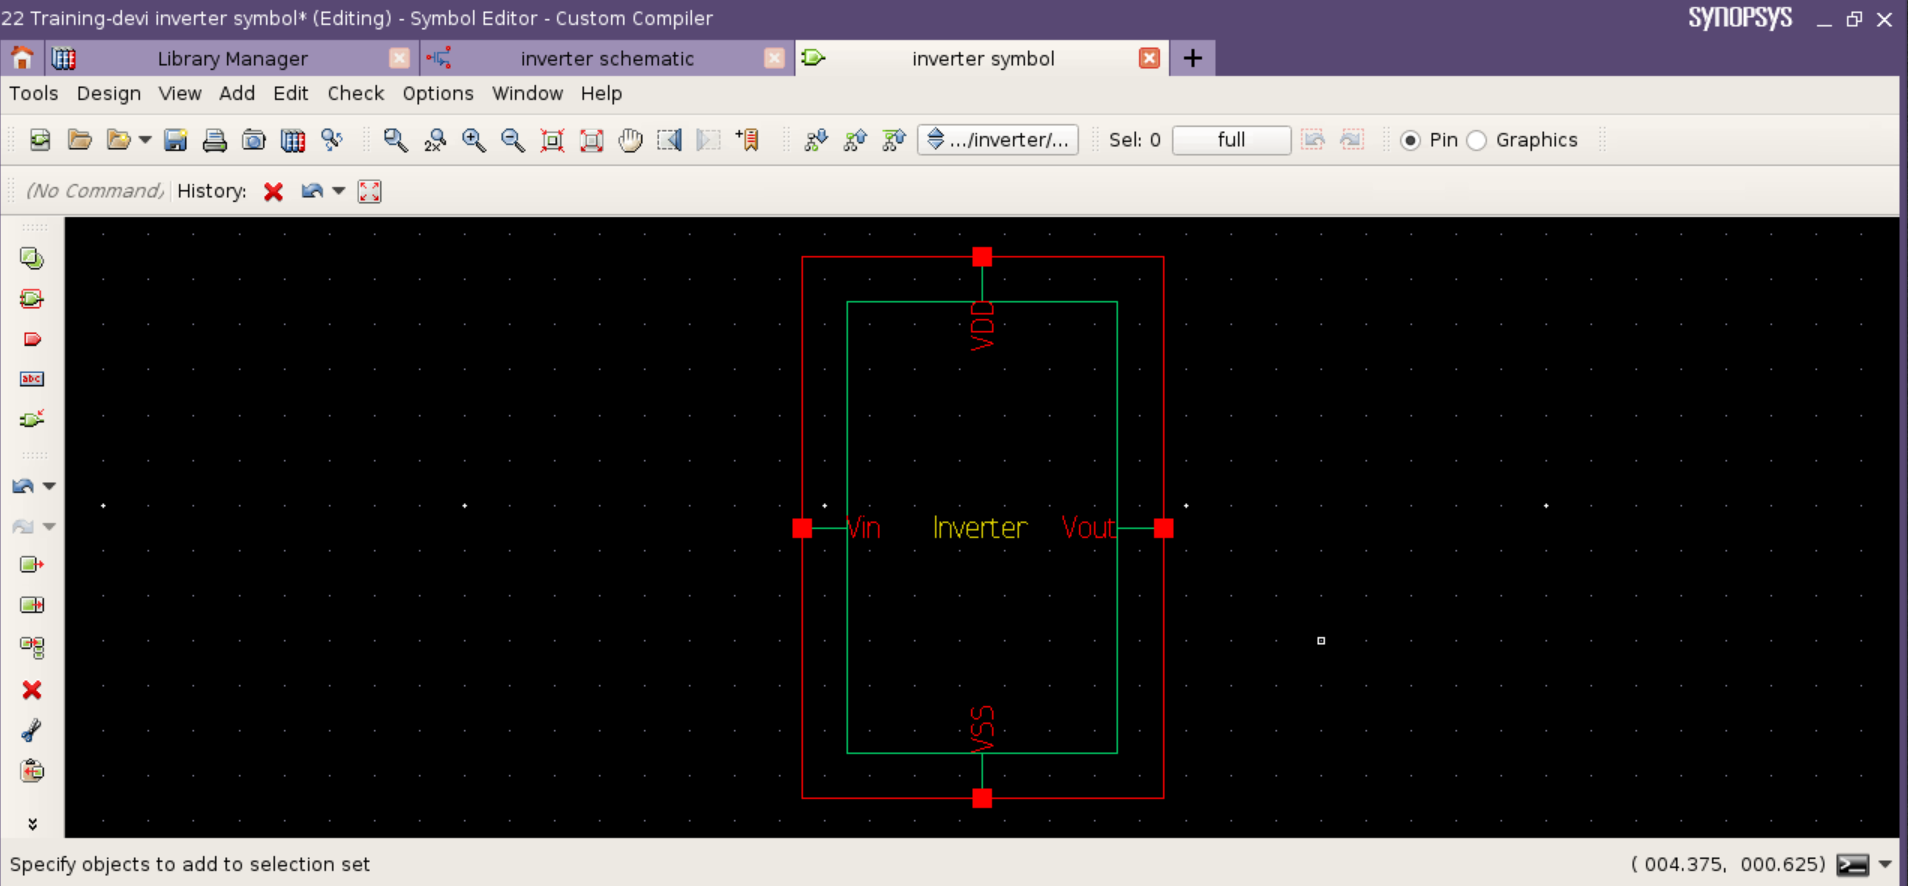 22 Training-devi inverter symbol* (Editing) - Symbol Editor - Custom Compiler
SYNOPSYS
Library Manager
inverter schematic
inverter symbol
Tools Design View Add Edit Check Options Window Help
.../inverter/...
Sel: 0
full
Pin
Graphics
(No Command) History:
abc
VDD
Vin
Inverter
Vout
VSS
Specify objects to add to selection set
( 004.375, 000.625)